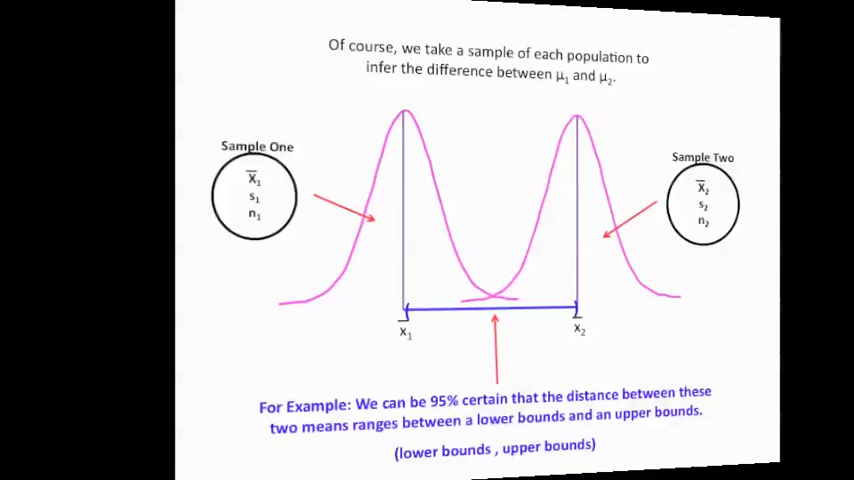 Of course, we take a sample of each population to
infer the difference between μ₁ and μ₂.
Sample One
X̅₁
s₁
n₁
Sample Two
X̅₂
s₂
n₂
x̅₁
x̅₂
For Example: We can be 95% certain that the distance between these
two means ranges between a lower bounds and an upper bounds.
(lower bounds , upper bounds)